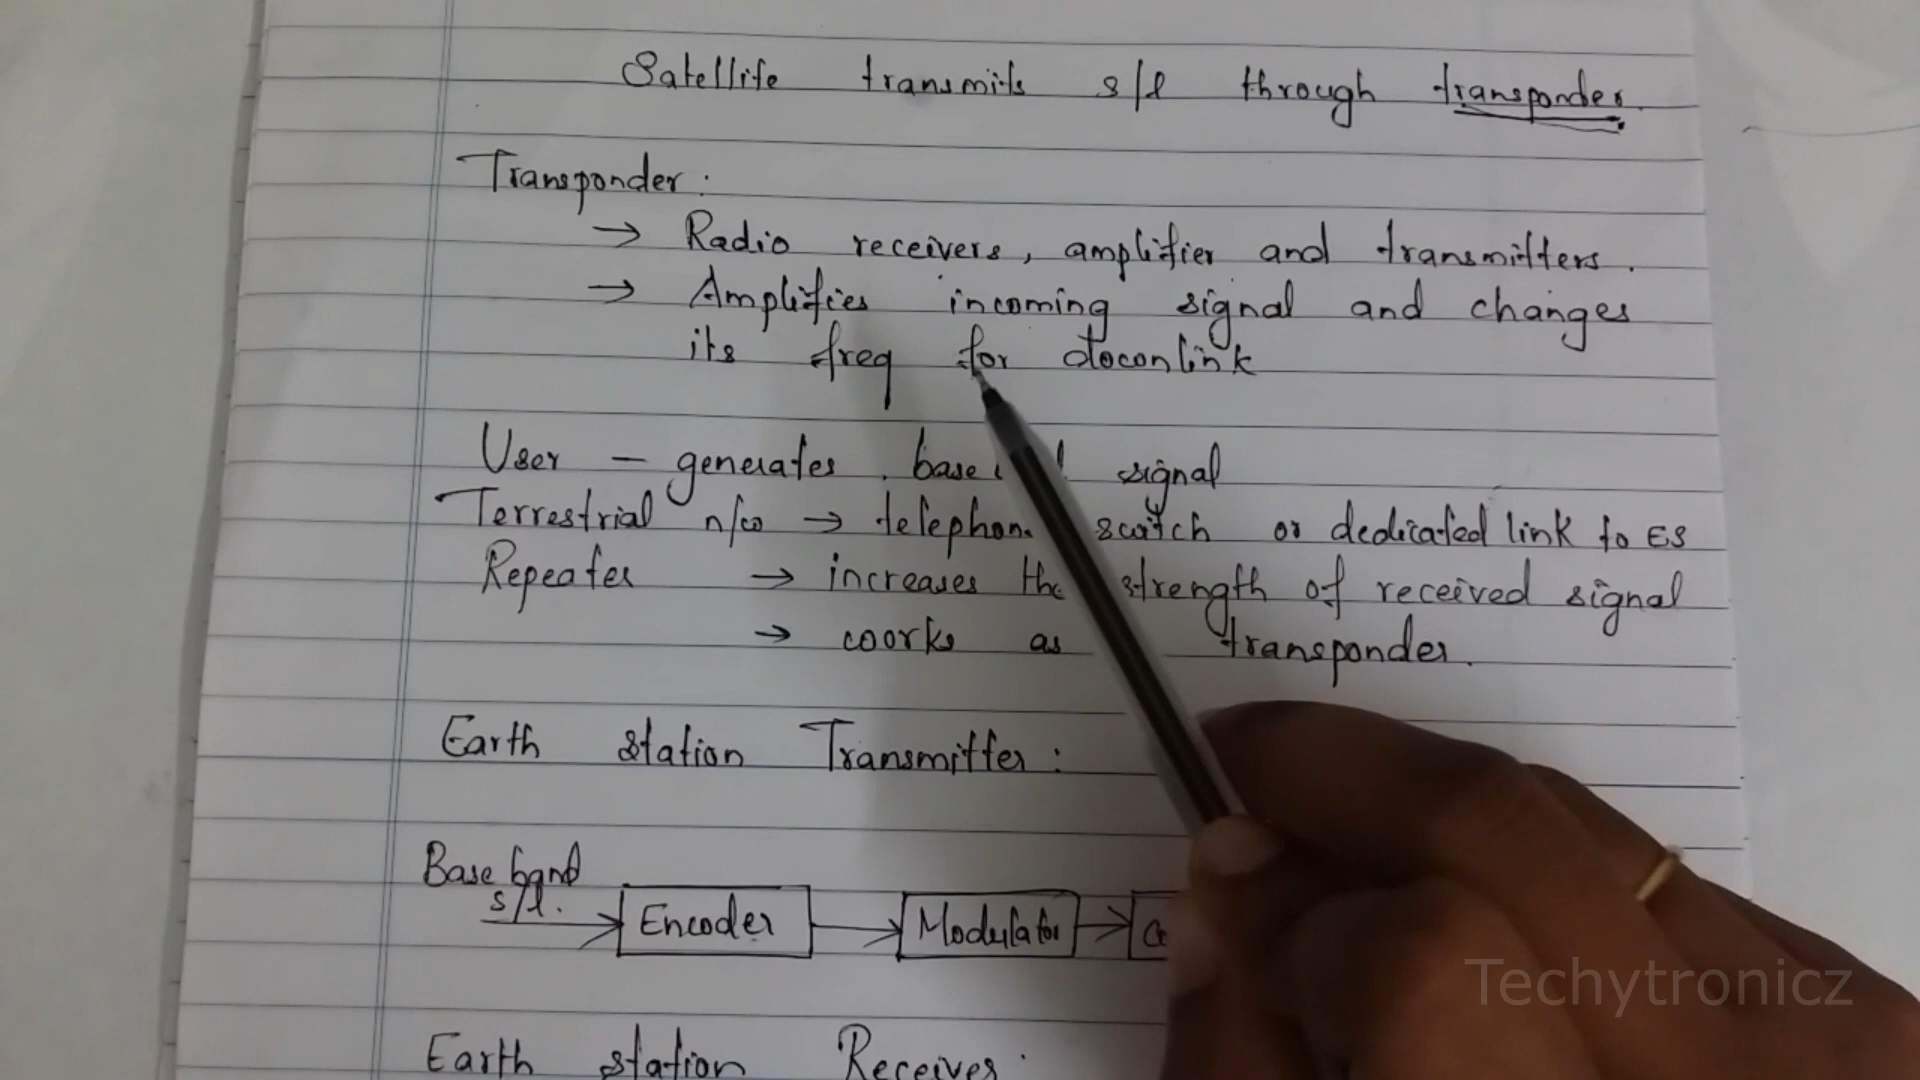 Satellite transmits s/l through transponder.
Transponder:
→ Radio receivers, amplifier and transmitters.
→ Amplifies incoming signal and changes
its freq for downlink
User - generates base signal
Terrestrial n/w → telephon switch or dedicated link to ES
Repeater → increases the strength of received signal
→ works as transponder.
Earth station Transmitter:
Base band
s/l. Encoder Modulator
Earth station Receiver:
Techytronicz